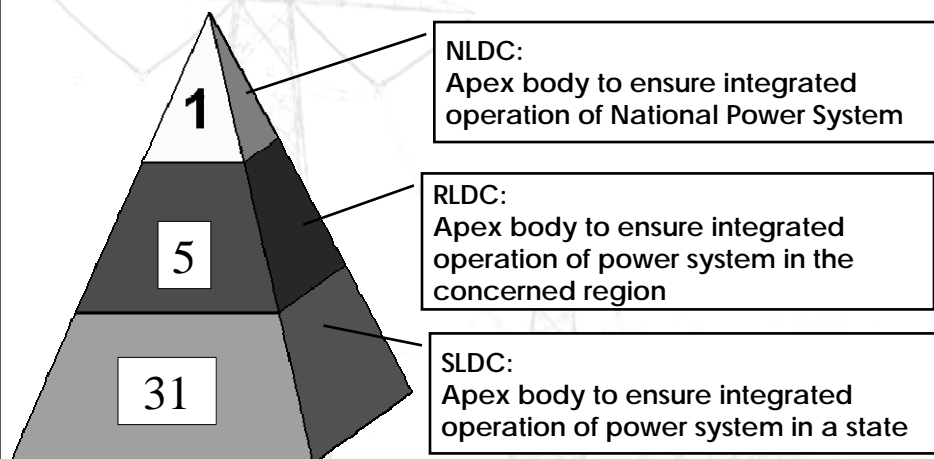 1
NLDC:
Apex body to ensure integrated
operation of National Power System
5
RLDC:
Apex body to ensure integrated
operation of power system in the
concerned region
31
SLDC:
Apex body to ensure integrated
operation of power system in a state